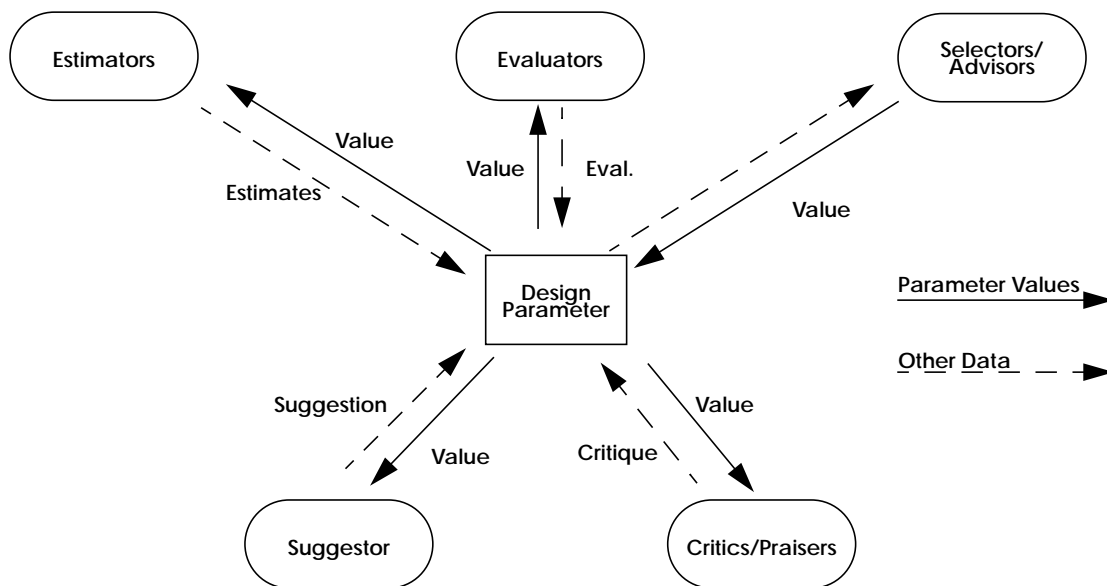 Estimators
Evaluators
Selectors/
Advisors
Value
Estimates
Value
Eval.
Value
Design
Parameter
Parameter Values
Other Data
Suggestion
Value
Value
Critique
Suggestor
Critics/Praisers